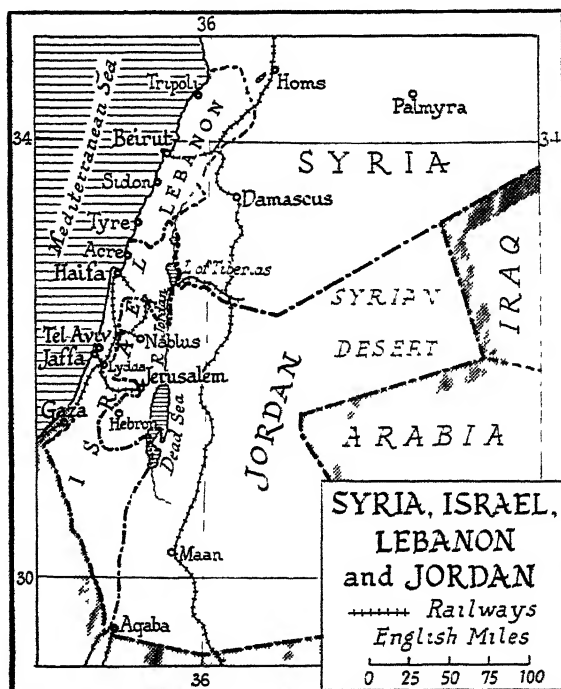 36
Tripoli
Homs
Palmyra
34
34
Mediterranean Sea
Beirut
LEBANON
SYRIA
Sidon
Damascus
Tyre
Acre
Haifa
L. of Tiberias
ISRAEL
R. Jordan
SYRIAN
DESERT
IRAQ
Tel Aviv
Nablus
Jaffa
Lydda
Jerusalem
JORDAN
Gaza
Hebron
Dead Sea
ARABIA
Maan
30
Aqaba
36
SYRIA, ISRAEL,
LEBANON
and JORDAN
Railways
English Miles
0 25 50 75 100